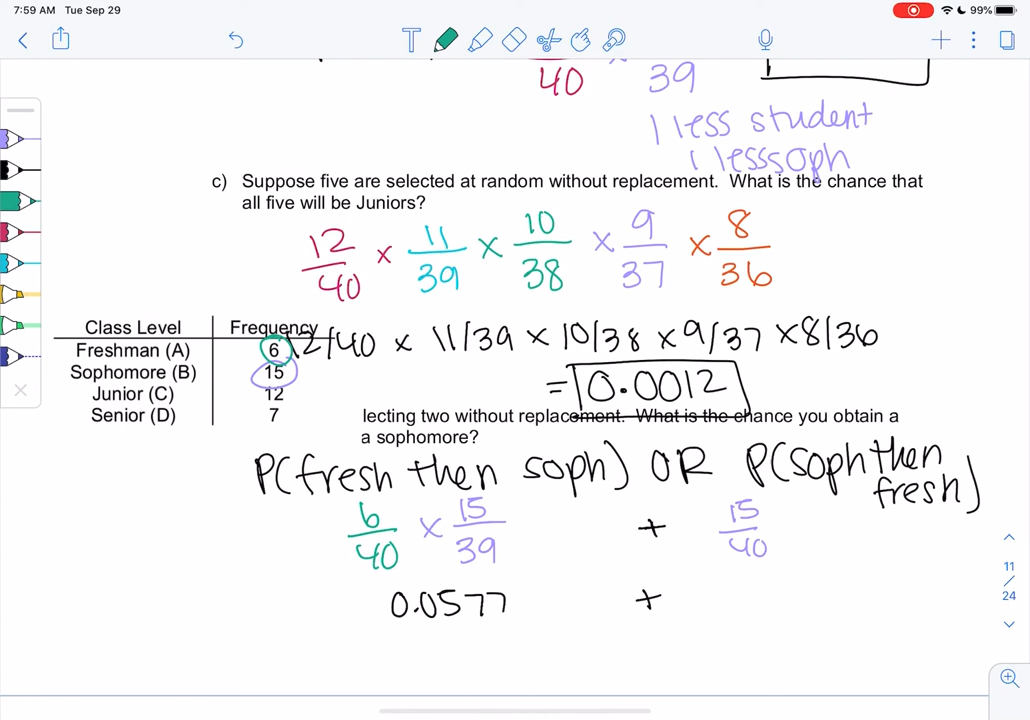 7:59 AM Tue Sep 29
99%
T
40 × 39
1 less student
1 less soph
c) Suppose five are selected at random without replacement. What is the chance that
all five will be Juniors?
12/40 × 11/39 × 10/38 × 9/37 × 8/36
Class Level Frequency
Freshman (A) 6
Sophomore (B) 15
Junior (C) 12
Senior (D) 7
12/40 × 11/39 × 10/38 × 9/37 × 8/36
= 0.0012
lecting two without replacement. What is the chance you obtain a
a sophomore?
P(fresh then soph) OR P(soph then
fresh)
6/40 × 15/39 + 15/40
0.0577 +
11
/
24